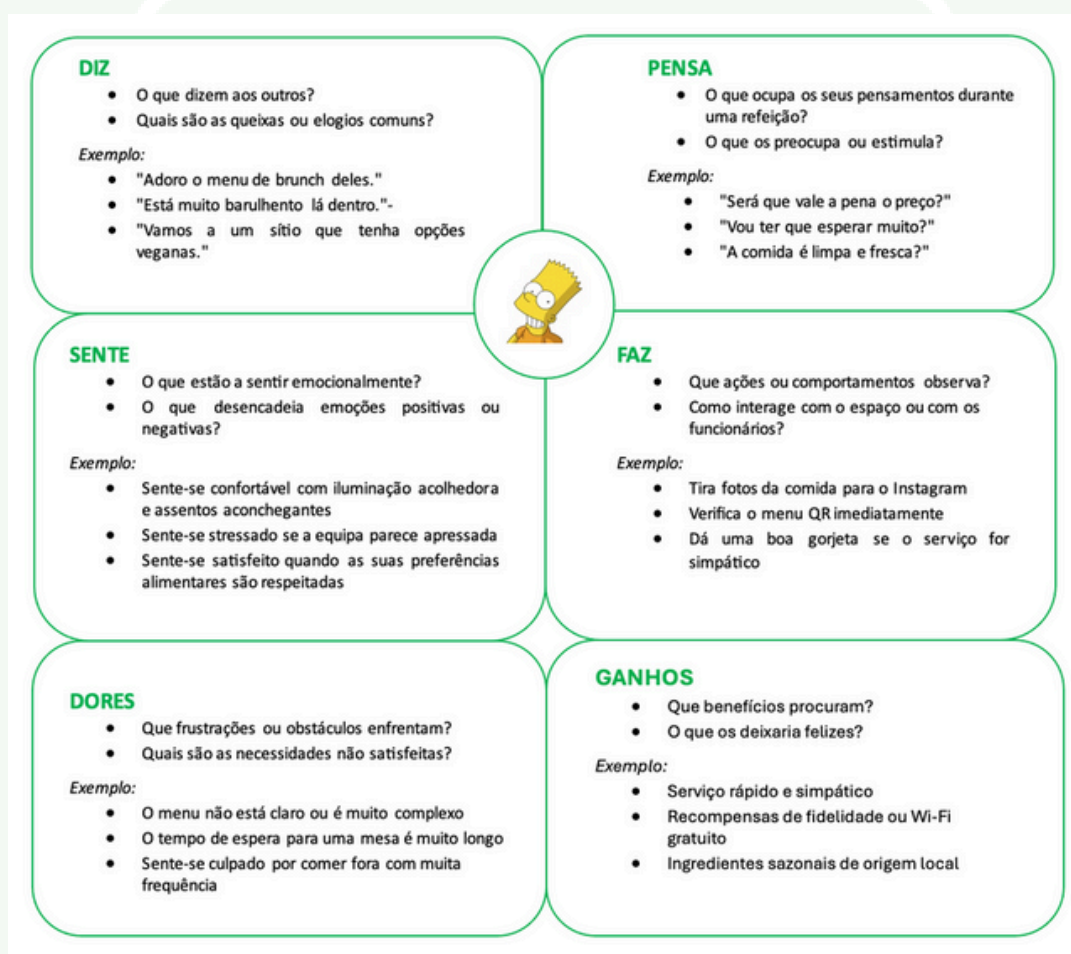 DIZ
• O que dizem aos outros?
• Quais são as queixas ou elogios comuns?
Exemplo:
• "Adoro o menu de brunch deles."
• "Está muito barulhento lá dentro."-
• "Vamos a um sítio que tenha opções
veganas."
PENSA
• O que ocupa os seus pensamentos durante
uma refeição?
• O que os preocupa ou estimula?
Exemplo:
• "Será que vale a pena o preço?"
• "Vou ter que esperar muito?"
• "A comida é limpa e fresca?"
SENTE
• O que estão a sentir emocionalmente?
• O que desencadeia emoções positivas ou
negativas?
Exemplo:
• Sente-se confortável com iluminação acolhedora
e assentos aconchegantes
• Sente-se stressado se a equipa parece apressada
• Sente-se satisfeito quando as suas preferências
alimentares são respeitadas
FAZ
• Que ações ou comportamentos observa?
• Como interage com o espaço ou com os
funcionários?
Exemplo:
• Tira fotos da comida para o Instagram
• Verifica o menu QR imediatamente
• Dá uma boa gorjeta se o serviço for
simpático
DORES
• Que frustrações ou obstáculos enfrentam?
• Quais são as necessidades não satisfeitas?
Exemplo:
• O menu não está claro ou é muito complexo
• O tempo de espera para uma mesa é muito longo
• Sente-se culpado por comer fora com muita
frequência
GANHOS
• Que benefícios procuram?
• O que os deixaria felizes?
Exemplo:
• Serviço rápido e simpático
• Recompensas de fidelidade ou Wi-Fi
gratuito
• Ingredientes sazonais de origem local